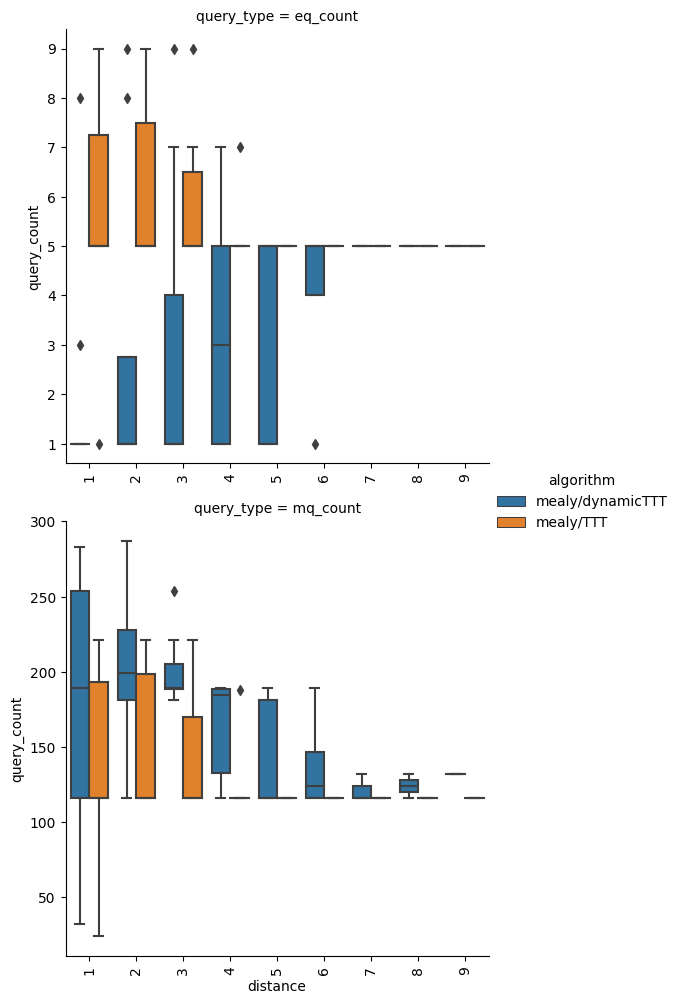 query_type = eq_count
9
8
7
6
5
4
3
2
1
query_count
1 2 3 4 5 6 7 8 9
algorithm
mealy/dynamicTTT
mealy/TTT
query_type = mq_count
300
250
200
150
100
50
query_count
1 2 3 4 5 6 7 8 9
distance